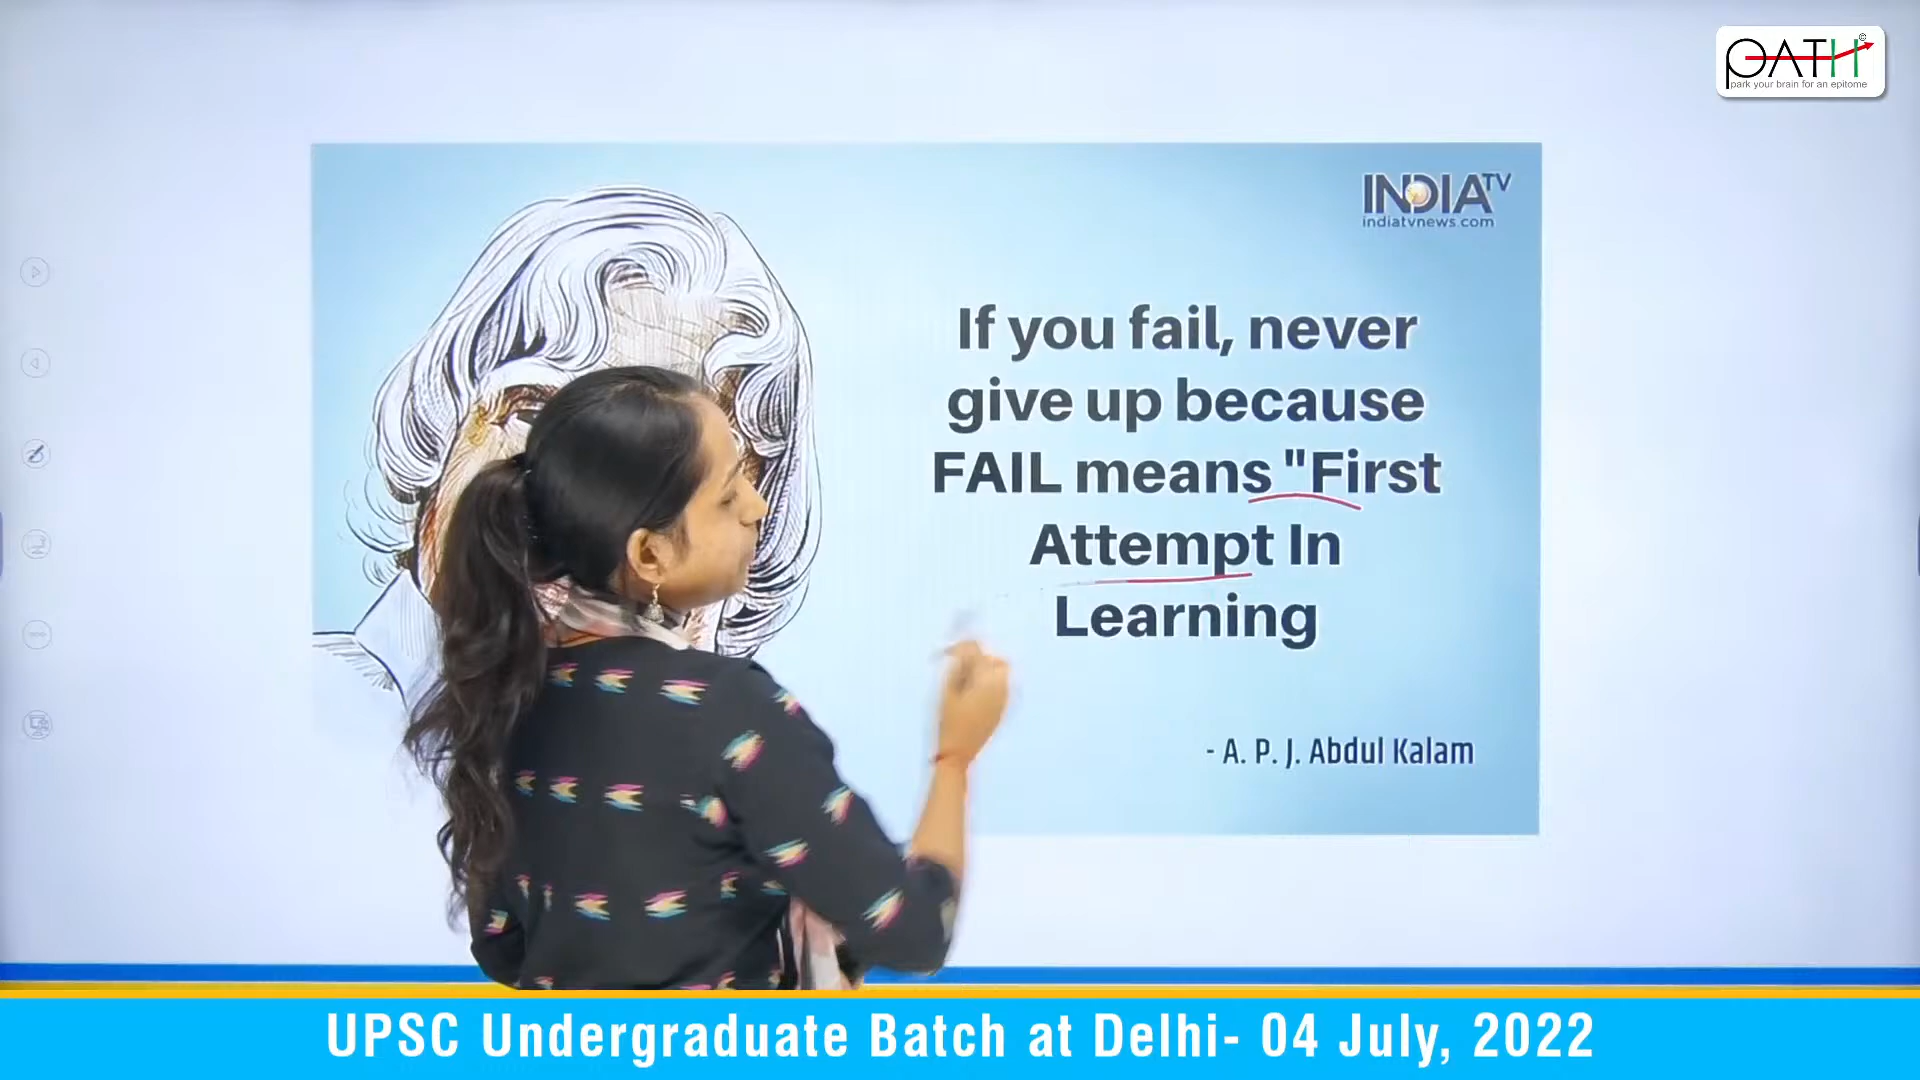 PATH©
park your brain for an epitome
INDIA TV
indiatvnews.com
If you fail, never
give up because
FAIL means "First
Attempt In
Learning
- A. P. J. Abdul Kalam
UPSC Undergraduate Batch at Delhi- 04 July, 2022